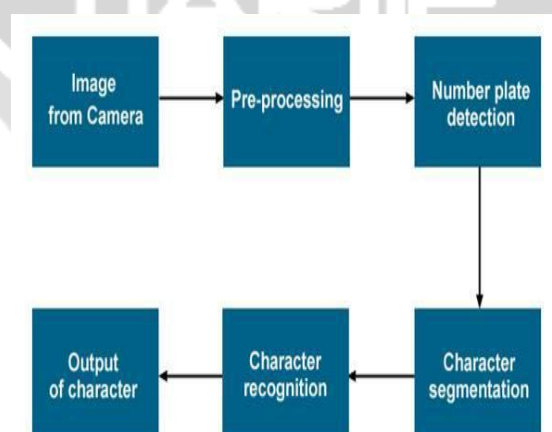 Image
from Camera
Pre-processing
Number plate
detection
Character
segmentation
Character
recognition
Output
of character